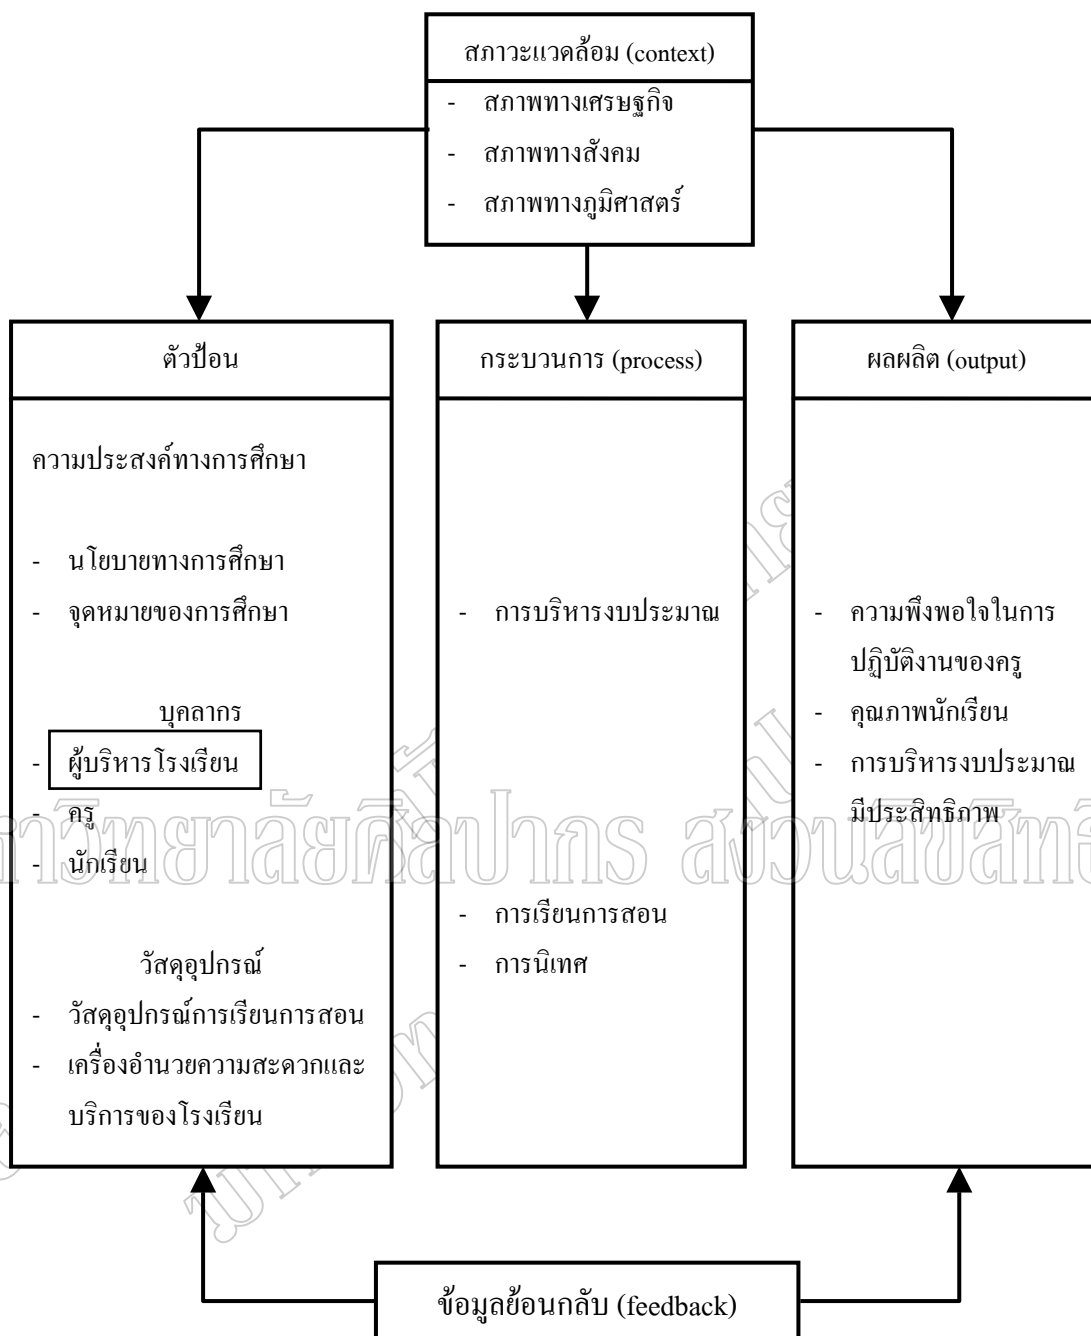 สภาวะแวดล้อม (context)
- สภาพทางเศรษฐกิจ
- สภาพทางสังคม
- สภาพทางภูมิศาสตร์
ตัวป้อน
ความประสงค์ทางการศึกษา
- นโยบายทางการศึกษา
- จุดหมายของการศึกษา
บุคลากร
- ผู้บริหารโรงเรียน
- ครู
- นักเรียน
วัสดุอุปกรณ์
- วัสดุอุปกรณ์การเรียนการสอน
- เครื่องอำนวยความสะดวกและ
บริการของโรงเรียน
กระบวนการ (process)
- การบริหารงบประมาณ
- การเรียนการสอน
- การนิเทศ
ผลผลิต (output)
- ความพึงพอใจในการ
ปฏิบัติงานของครู
- คุณภาพนักเรียน
- การบริหารงบประมาณ
มีประสิทธิภาพ
ข้อมูลย้อนกลับ (feedback)